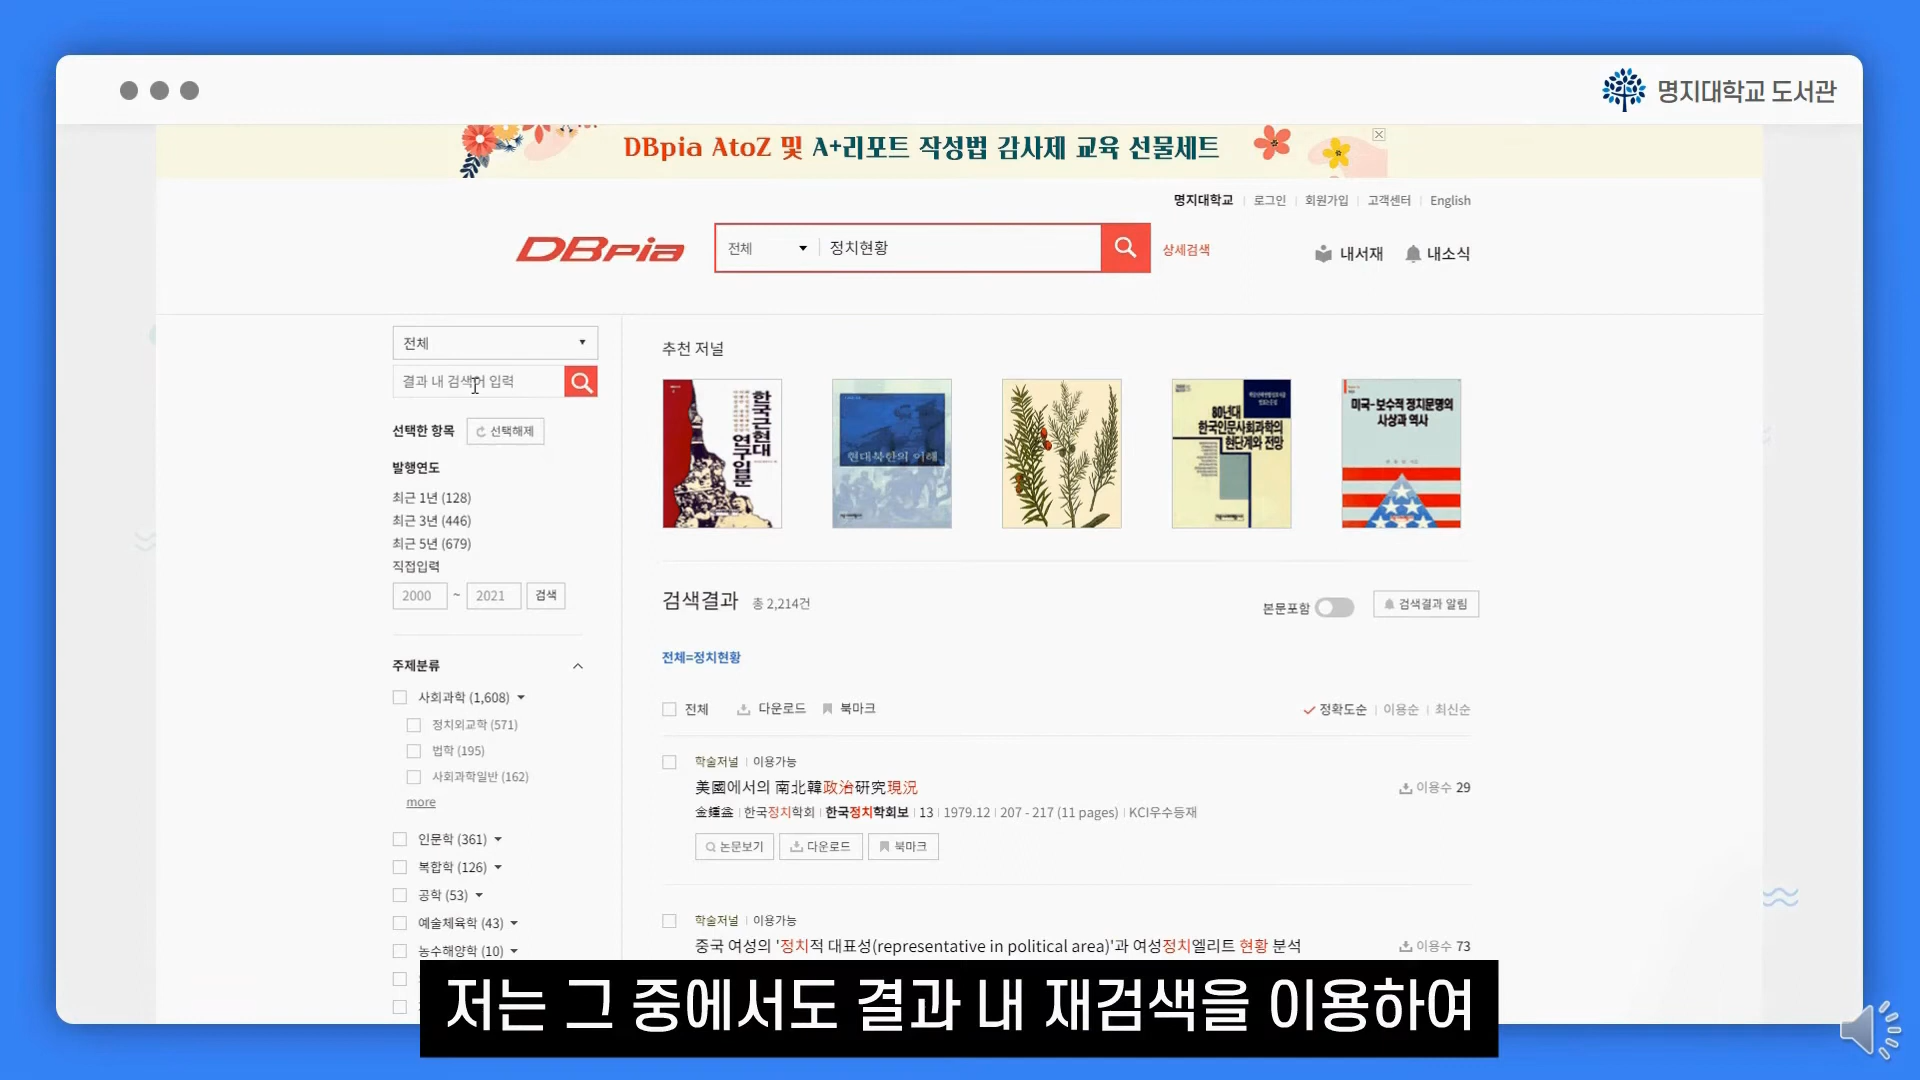 명지대학교 도서관
DBpia AtoZ 및 A+리포트 작성법 감사제 교육 선물세트
명지대학교 로그인 회원가입 고객센터 English
DBpia 전체 정치현황 상세검색 내서재 내소식
전체
결과 내 검색어 입력
선택한 항목 선택해제
발행연도
최근 1년 (128)
최근 3년 (446)
최근 5년 (679)
직접입력
2000 ~ 2021 검색
주제분류
사회과학 (1,608)
정치외교학 (571)
법학 (195)
사회과학일반 (162)
more
인문학 (361)
복합학 (126)
공학 (53)
예술체육학 (43)
농수해양학 (10)
추천 저널
한국근현대
연구입문
현대북한의 이해
80년대
한국인문사회과학의
현단계와 전망
미국-보수적 정치문명의
사상과 역사
검색결과 총 2,214건
본문포함 검색결과 알림
전체=정치현황
전체 다운로드 북마크
정확도순 이용순 최신순
학술저널 이용가능
美國에서의 南北韓政治研究現況
이용수 29
한국정치학회 한국정치학회보 13 1979.12 207 - 217 (11 pages) KCI우수등재
논문보기 다운로드 북마크
학술저널 이용가능
중국 여성의 '정치적 대표성(representative in political area)'과 여성정치엘리트 현황 분석
이용수 73
저는 그 중에서도 결과 내 재검색을 이용하여